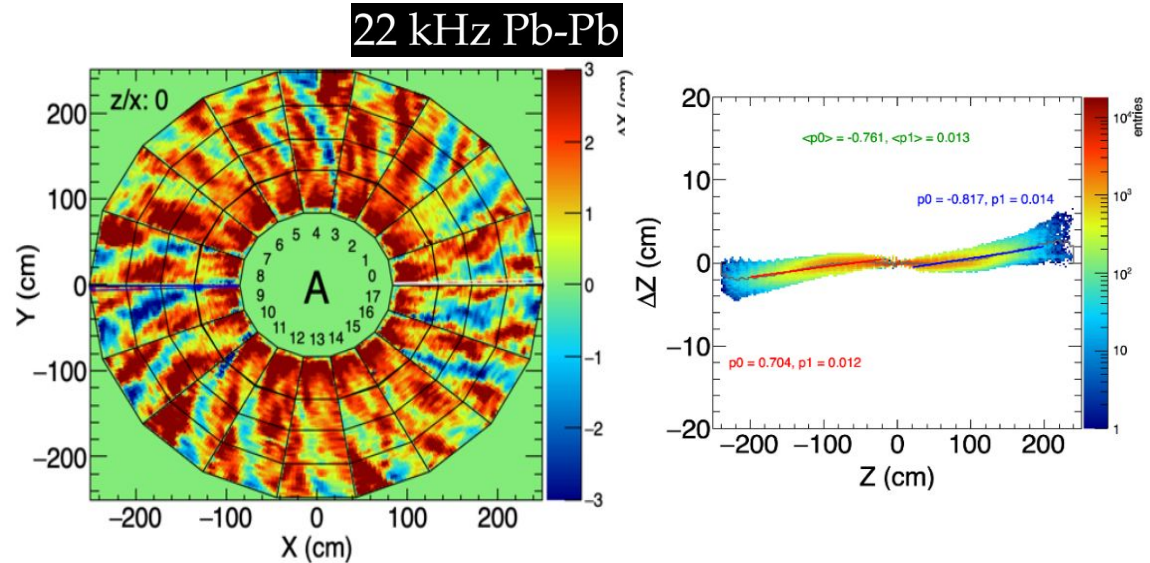 22 kHz Pb-Pb
z/x: 0
A
0
1
2
3
4
5
6
7
8
9
10
11
12
13
14
15
16
17
200
100
0
−100
−200
Y (cm)
−200 −100 0 100 200
X (cm)
3
2
1
0
−1
−2
−3
ΔX (cm)
<p0> = -0.761, <p1> = 0.013
p0 = -0.817, p1 = 0.014
p0 = 0.704, p1 = 0.012
20
10
0
−10
−20
ΔZ (cm)
−200 −100 0 100 200
Z (cm)
10⁴
10³
10²
10
1
entries